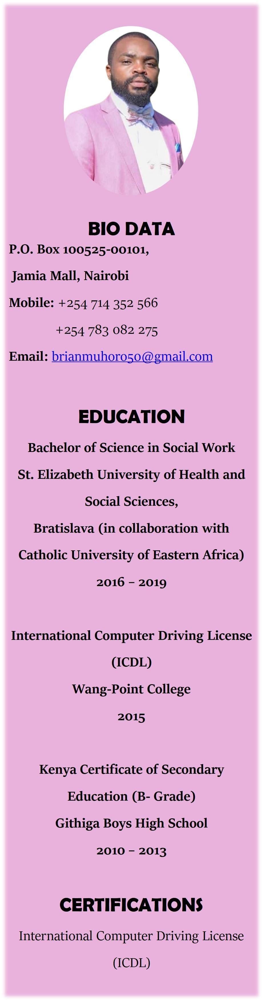 BIO DATA
P.O. Box 100525-00101,
Jamia Mall, Nairobi
Mobile: +254 714 352 566
+254 783 082 275
Email: brianmuhoro50@gmail.com
EDUCATION
Bachelor of Science in Social Work
St. Elizabeth University of Health and
Social Sciences,
Bratislava (in collaboration with
Catholic University of Eastern Africa)
2016 – 2019
International Computer Driving License
(ICDL)
Wang-Point College
2015
Kenya Certificate of Secondary
Education (B- Grade)
Githiga Boys High School
2010 – 2013
CERTIFICATIONS
International Computer Driving License
(ICDL)